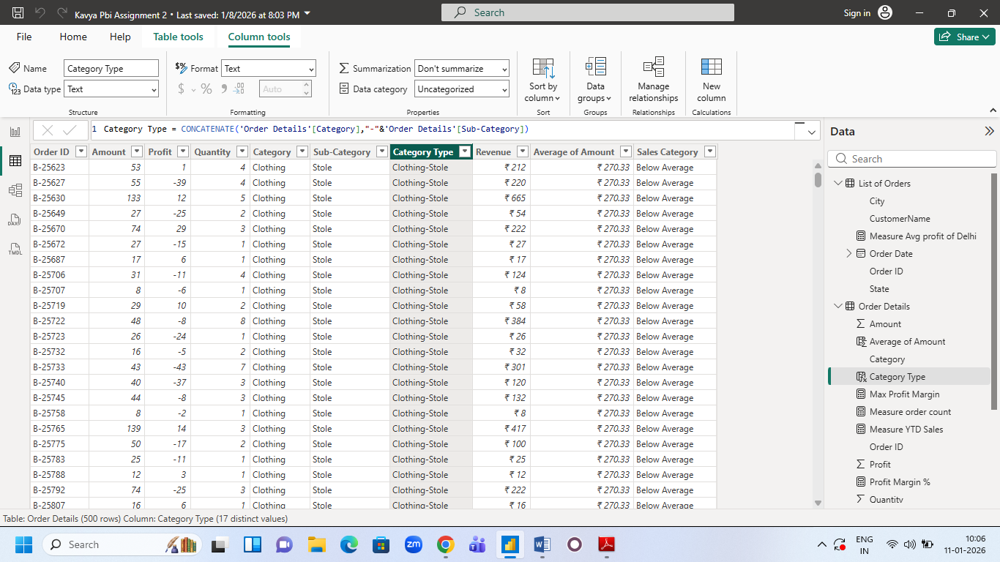 Kavya Pbi Assignment 2 • Last saved: 1/8/2026 at 8:03 PM
Search
Sign in
File Home Help Table tools Column tools
Share
Name Category Type
Data type Text
Structure
Format Text
$ % 9 .00 Auto
Formatting
Summarization Don't summarize
Data category Uncategorized
Properties
Sort by column
Sort
Data groups
Groups
Manage relationships
Relationships
New column
Calculations
1 Category Type = CONCATENATE('Order Details'[Category],"-"&'Order Details'[Sub-Category])
Order ID Amount Profit Quantity Category Sub-Category Category Type Revenue Average of Amount Sales Category
B-25623 53 1 4 Clothing Stole Clothing-Stole ₹ 212 ₹ 270.33 Below Average
B-25627 55 -39 4 Clothing Stole Clothing-Stole ₹ 220 ₹ 270.33 Below Average
B-25630 133 12 5 Clothing Stole Clothing-Stole ₹ 665 ₹ 270.33 Below Average
B-25649 27 -25 2 Clothing Stole Clothing-Stole ₹ 54 ₹ 270.33 Below Average
B-25670 74 29 3 Clothing Stole Clothing-Stole ₹ 222 ₹ 270.33 Below Average
B-25672 27 -15 1 Clothing Stole Clothing-Stole ₹ 27 ₹ 270.33 Below Average
B-25687 17 6 1 Clothing Stole Clothing-Stole ₹ 17 ₹ 270.33 Below Average
B-25706 31 -11 4 Clothing Stole Clothing-Stole ₹ 124 ₹ 270.33 Below Average
B-25707 8 -6 1 Clothing Stole Clothing-Stole ₹ 8 ₹ 270.33 Below Average
B-25719 29 10 2 Clothing Stole Clothing-Stole ₹ 58 ₹ 270.33 Below Average
B-25722 48 -8 8 Clothing Stole Clothing-Stole ₹ 384 ₹ 270.33 Below Average
B-25723 26 -24 1 Clothing Stole Clothing-Stole ₹ 26 ₹ 270.33 Below Average
B-25732 16 -5 2 Clothing Stole Clothing-Stole ₹ 32 ₹ 270.33 Below Average
B-25733 43 -43 7 Clothing Stole Clothing-Stole ₹ 301 ₹ 270.33 Below Average
B-25740 40 -37 3 Clothing Stole Clothing-Stole ₹ 120 ₹ 270.33 Below Average
B-25745 44 -8 3 Clothing Stole Clothing-Stole ₹ 132 ₹ 270.33 Below Average
B-25758 8 -2 1 Clothing Stole Clothing-Stole ₹ 8 ₹ 270.33 Below Average
B-25765 139 14 3 Clothing Stole Clothing-Stole ₹ 417 ₹ 270.33 Below Average
B-25775 50 -17 2 Clothing Stole Clothing-Stole ₹ 100 ₹ 270.33 Below Average
B-25783 25 -11 1 Clothing Stole Clothing-Stole ₹ 25 ₹ 270.33 Below Average
B-25788 12 3 1 Clothing Stole Clothing-Stole ₹ 12 ₹ 270.33 Below Average
B-25792 74 -25 3 Clothing Stole Clothing-Stole ₹ 222 ₹ 270.33 Below Average
B-25807 16 6 1 Clothing Stole Clothing-Stole ₹ 16 ₹ 270.33 Below Average
Data
Search
List of Orders
City
CustomerName
Measure Avg profit of Delhi
Order Date
Order ID
State
Order Details
Amount
Average of Amount
Category
Category Type
Max Profit Margin
Measure order count
Measure YTD Sales
Order ID
Profit
Profit Margin %
Quantity
Table: Order Details (500 rows) Column: Category Type (17 distinct values)
Search
zm
ENG
IN
10:06
11-01-2026